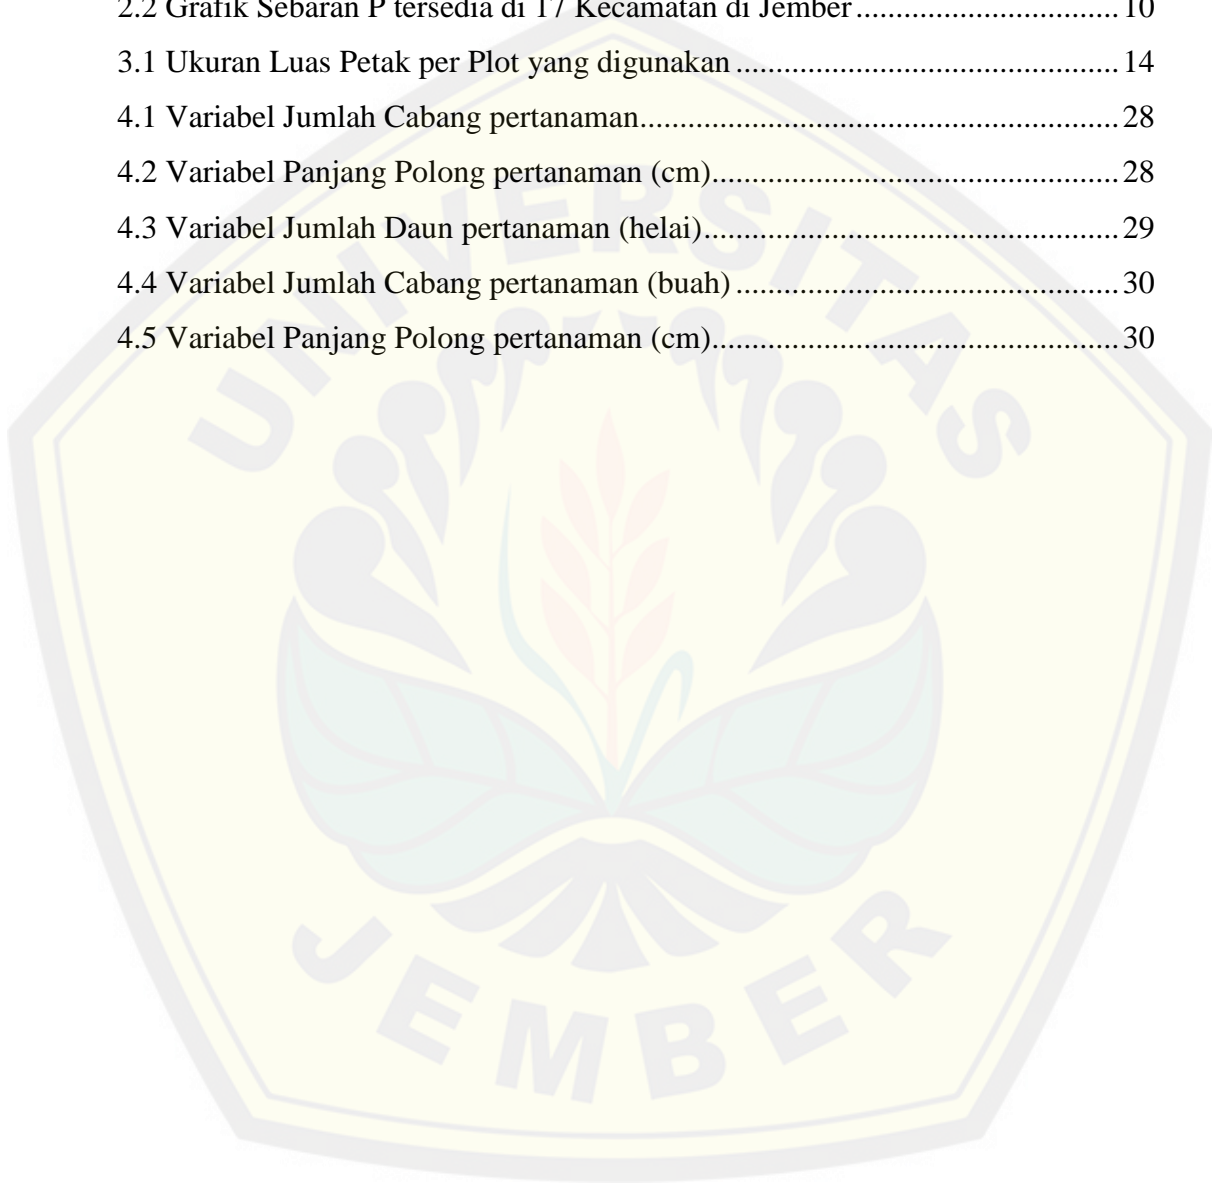 2.2 Grafik Sebaran P tersedia di 17 Kecamatan di Jember ................................. 10
3.1 Ukuran Luas Petak per Plot yang digunakan ................................................ 14
4.1 Variabel Jumlah Cabang pertanaman............................................................ 28
4.2 Variabel Panjang Polong pertanaman (cm)................................................... 28
4.3 Variabel Jumlah Daun pertanaman (helai).................................................... 29
4.4 Variabel Jumlah Cabang pertanaman (buah) ................................................ 30
4.5 Variabel Panjang Polong pertanaman (cm)................................................... 30
UNIVERSITAS
JEMBER